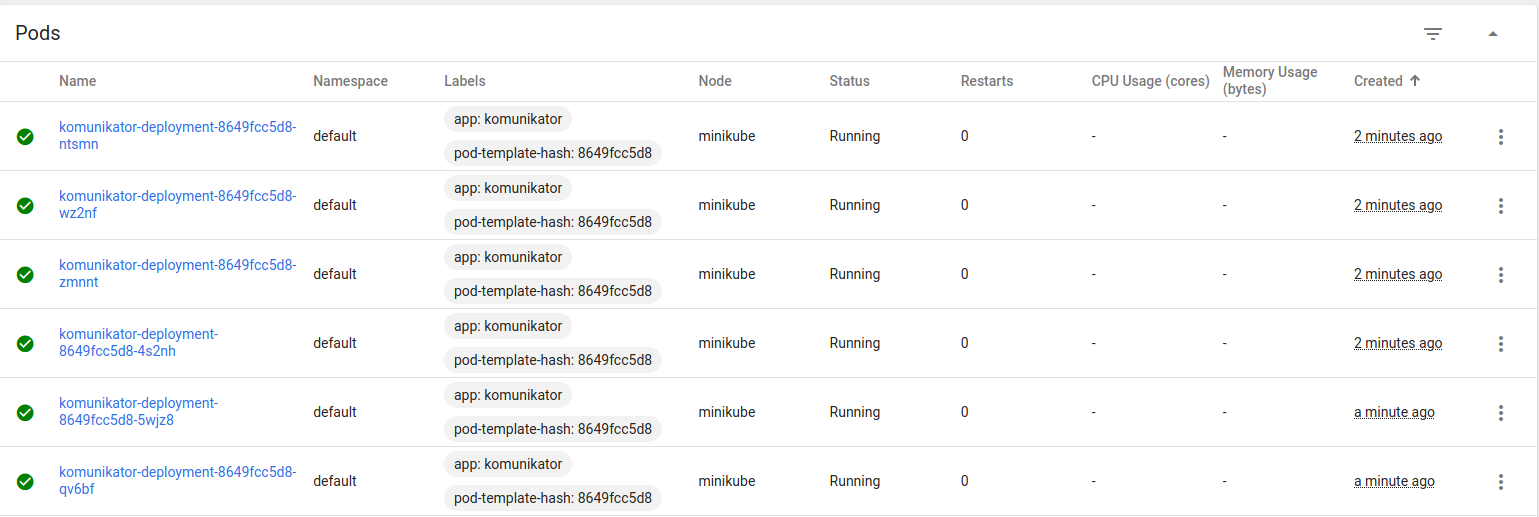 Pods
Name Namespace Labels Node Status Restarts CPU Usage (cores) Memory Usage (bytes) Created
komunikator-deployment-8649fcc5d8-
ntsmn
default
app: komunikator
pod-template-hash: 8649fcc5d8
minikube Running 0 - - 2 minutes ago
komunikator-deployment-8649fcc5d8-
wz2nf
default
app: komunikator
pod-template-hash: 8649fcc5d8
minikube Running 0 - - 2 minutes ago
komunikator-deployment-8649fcc5d8-
zmnnt
default
app: komunikator
pod-template-hash: 8649fcc5d8
minikube Running 0 - - 2 minutes ago
komunikator-deployment-
8649fcc5d8-4s2nh
default
app: komunikator
pod-template-hash: 8649fcc5d8
minikube Running 0 - - 2 minutes ago
komunikator-deployment-
8649fcc5d8-5wjz8
default
app: komunikator
pod-template-hash: 8649fcc5d8
minikube Running 0 - - a minute ago
komunikator-deployment-8649fcc5d8-
qv6bf
default
app: komunikator
pod-template-hash: 8649fcc5d8
minikube Running 0 - - a minute ago